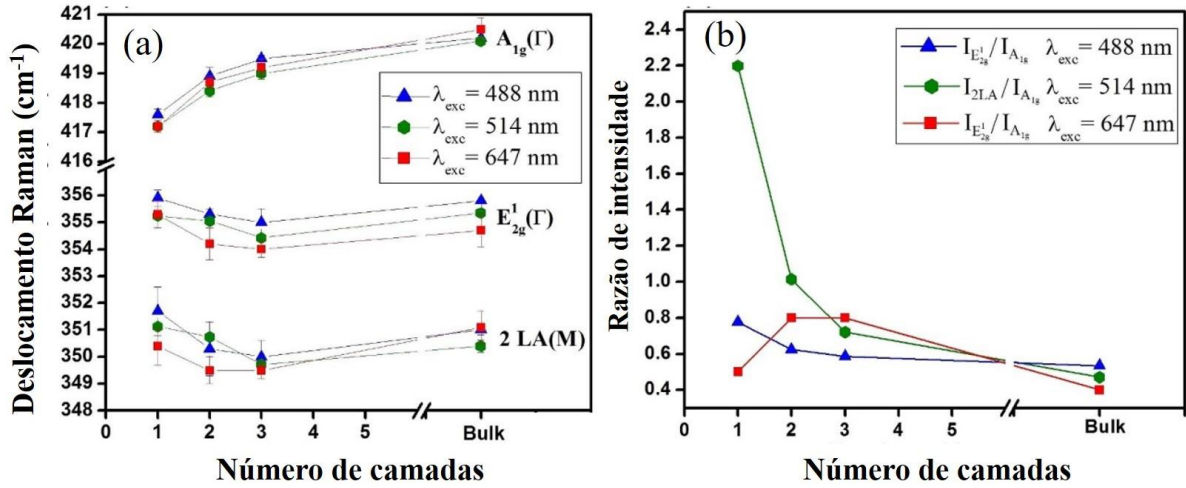 (a)
Deslocamento Raman (cm-1)
421
420
419
418
417
416
356
355
354
353
352
351
350
349
348
A1g(Γ)
λexc = 488 nm
λexc = 514 nm
λexc = 647 nm
E12g(Γ)
2 LA(M)
0 1 2 3 4 5 Bulk
Número de camadas
(b)
Razão de intensidade
2.4
2.2
2.0
1.8
1.6
1.4
1.2
1.0
0.8
0.6
0.4
IE12g/IA1g λexc = 488 nm
I2LA/IA1g λexc = 514 nm
IE12g/IA1g λexc = 647 nm
0 1 2 3 4 5 Bulk
Número de camadas